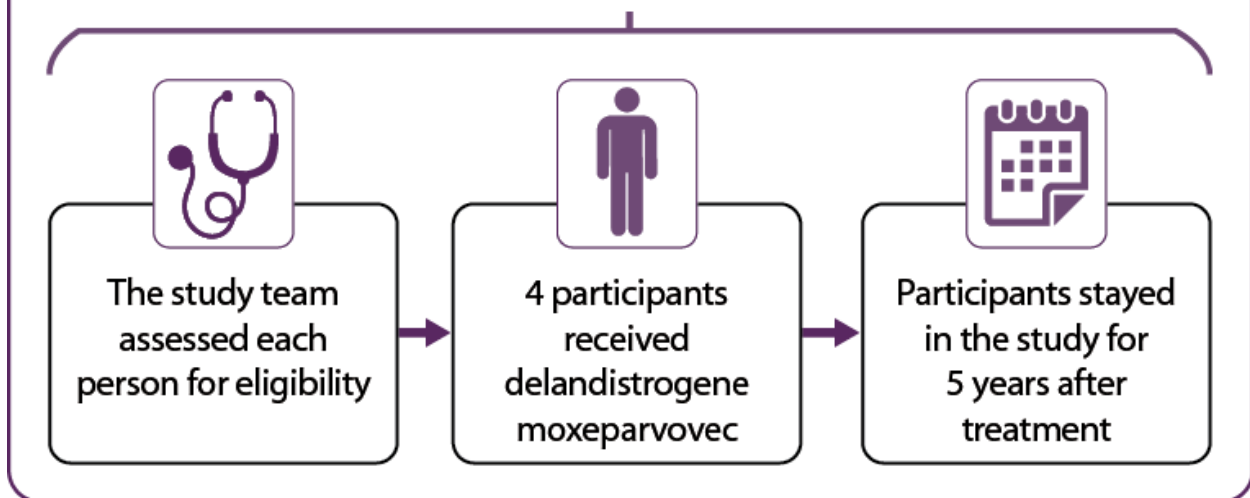 The study team
assessed each
person for eligibility
4 participants
received
delandistrogene
moxeparvovec
Participants stayed
in the study for
5 years after
treatment